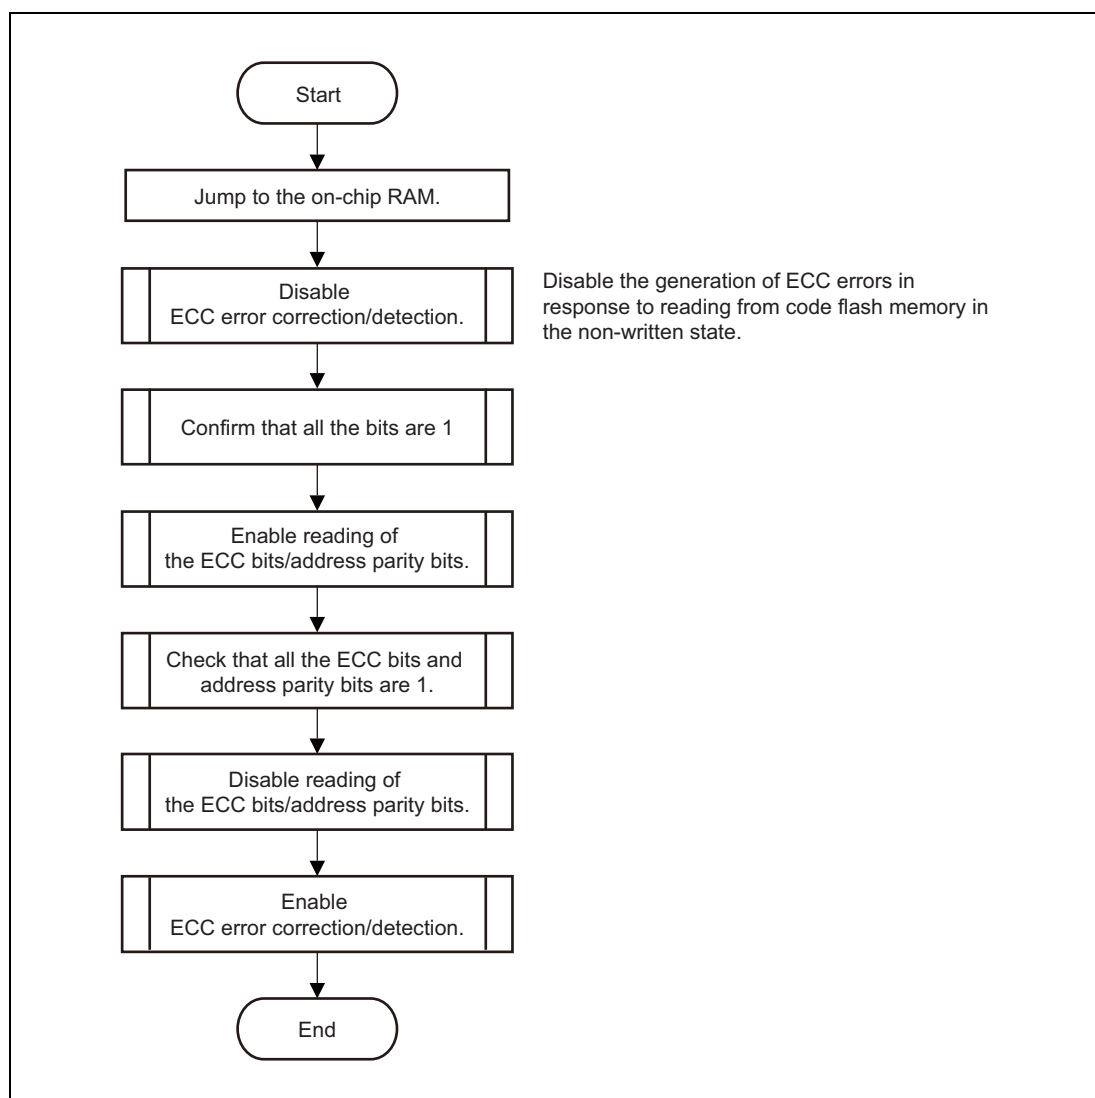 Start
Jump to the on-chip RAM.
Disable
ECC error correction/detection.
Disable the generation of ECC errors in
response to reading from code flash memory in
the non-written state.
Confirm that all the bits are 1
Enable reading of
the ECC bits/address parity bits.
Check that all the ECC bits and
address parity bits are 1.
Disable reading of
the ECC bits/address parity bits.
Enable
ECC error correction/detection.
End